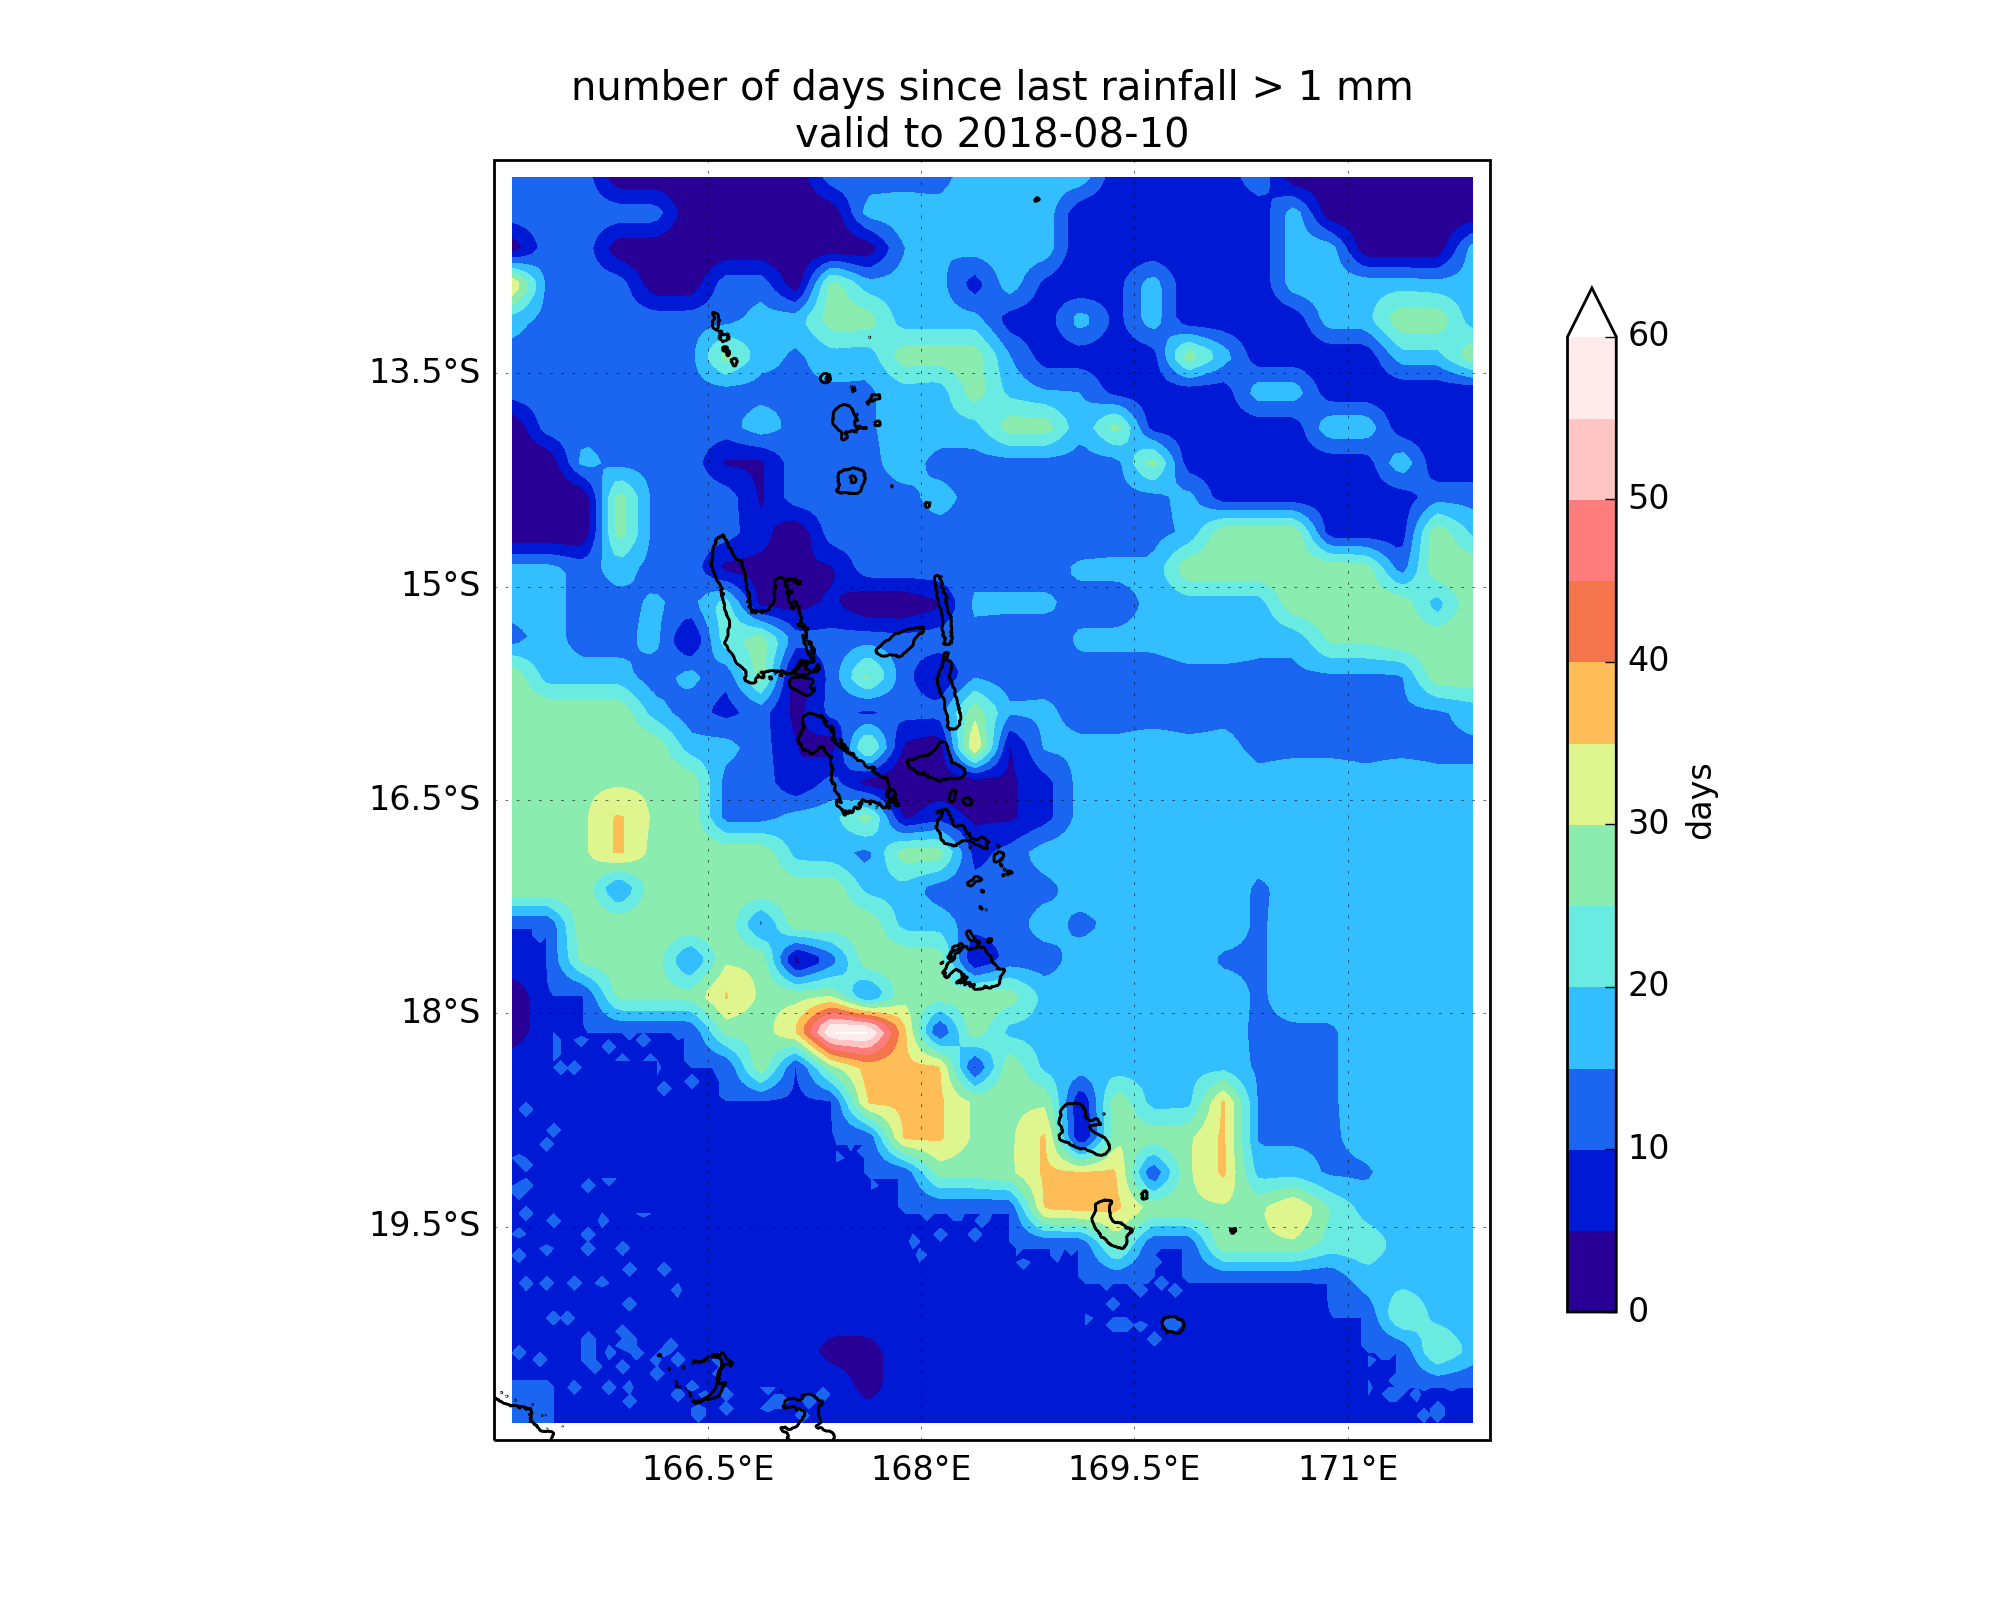 number of days since last rainfall > 1 mm
valid to 2018-08-10
13.5°S
15°S
16.5°S
18°S
19.5°S
166.5°E
168°E
169.5°E
171°E
60
50
40
30
20
10
0
days